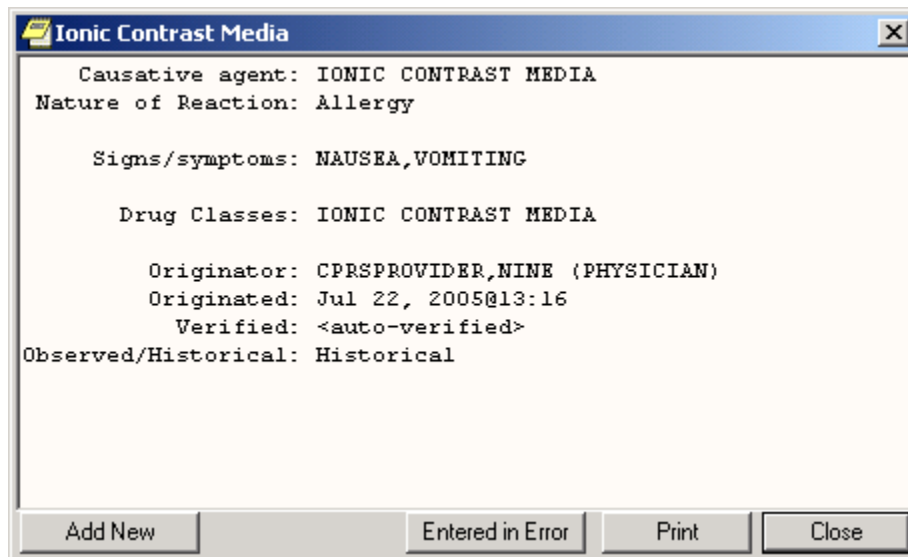 Ionic Contrast Media
Causative agent: IONIC CONTRAST MEDIA
Nature of Reaction: Allergy
Signs/symptoms: NAUSEA,VOMITING
Drug Classes: IONIC CONTRAST MEDIA
Originator: CPRSPROVIDER,NINE (PHYSICIAN)
Originated: Jul 22, 2005@13:16
Verified: <auto-verified>
Observed/Historical: Historical
Add New Entered in Error Print Close